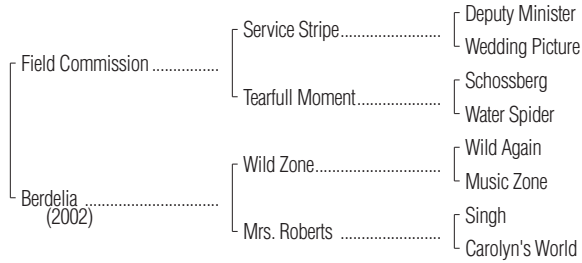 Deputy Minister
Service Stripe....................
Wedding Picture
Field Commission ................
Schossberg
Tearfull Moment.................
Water Spider
Wild Again
Wild Zone........................
Music Zone
Berdelia ...............................
(2002)
Singh
Mrs. Roberts ....................
Carolyn's World